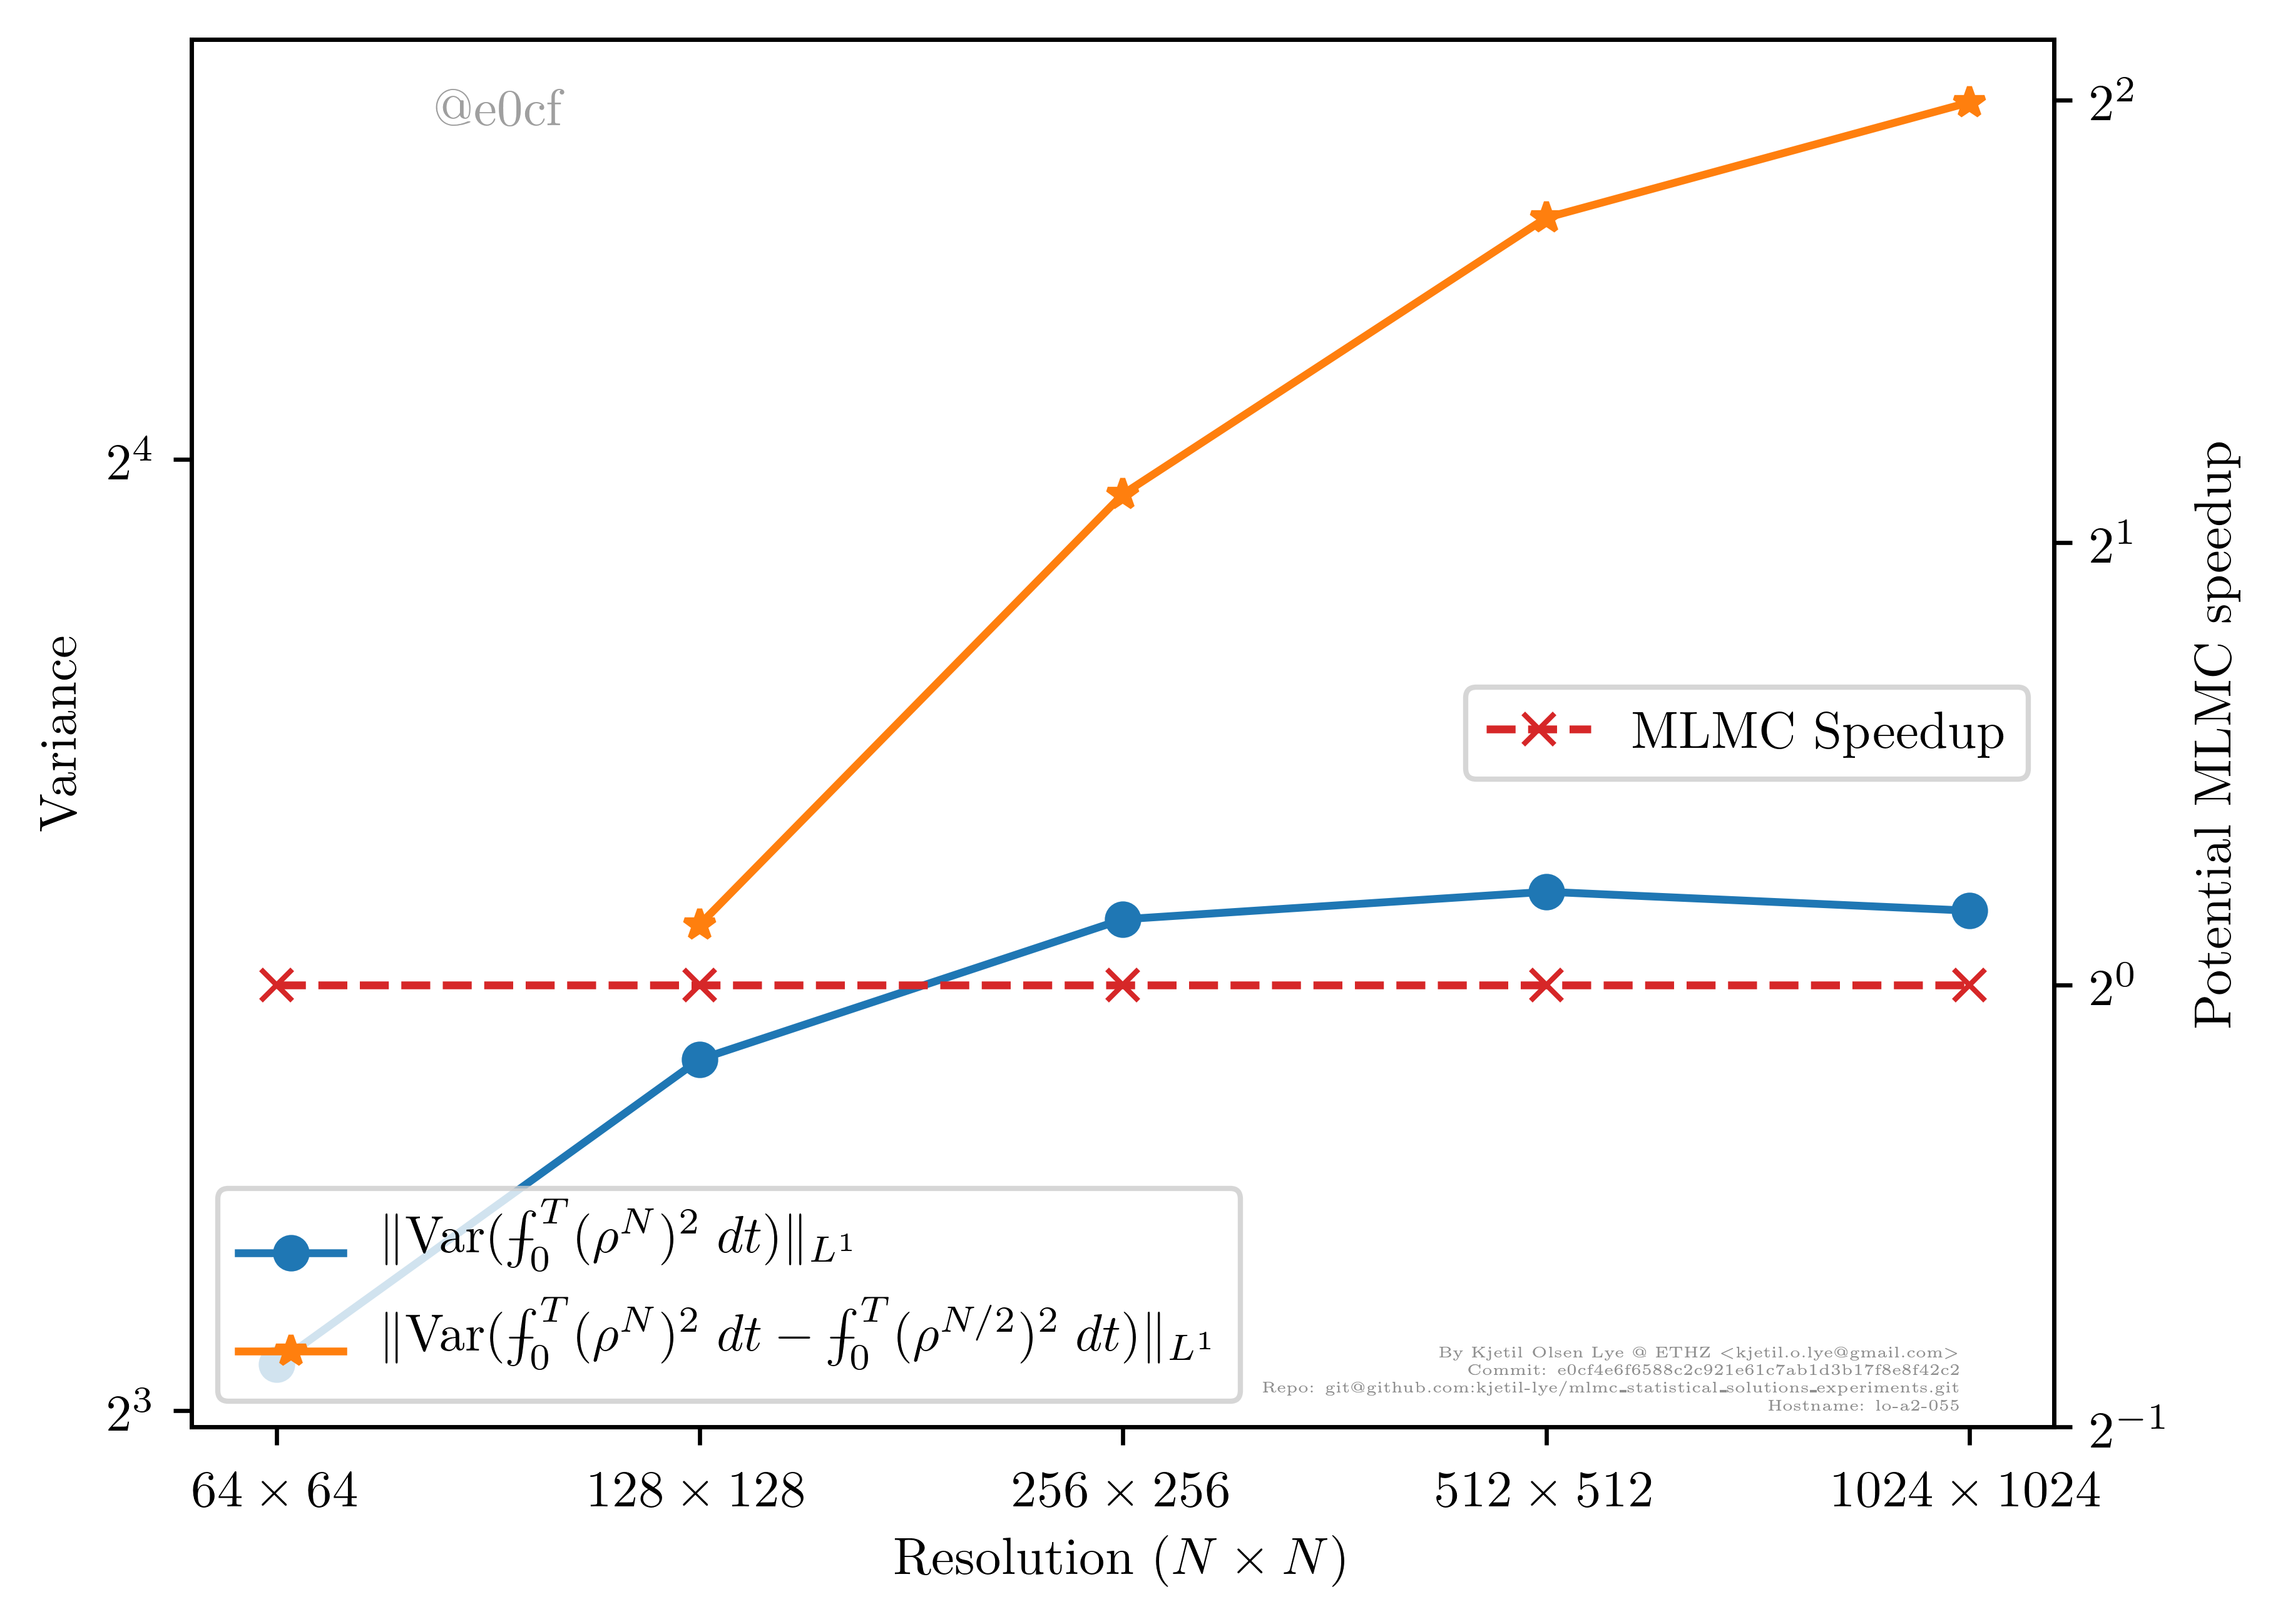 @e0cf
2^4
2^3
Variance
2^2
2^1
2^0
2^{-1}
Potential MLMC speedup
MLMC Speedup
‖Var(⨍_0^T (ρ^N)^2 dt)‖_{L^1}
‖Var(⨍_0^T (ρ^N)^2 dt − ⨍_0^T (ρ^{N/2})^2 dt)‖_{L^1}
By Kjetil Olsen Lye @ ETHZ <kjetil.o.lye@gmail.com>
Commit: e0cf4e6f6588c2c921e61c7ab1d3b17f8e8f42c2
Repo: git@github.com:kjetil-lye/mlmc_statistical_solutions_experiments.git
Hostname: lo-a2-055
64 × 64 128 × 128 256 × 256 512 × 512 1024 × 1024
Resolution (N × N)